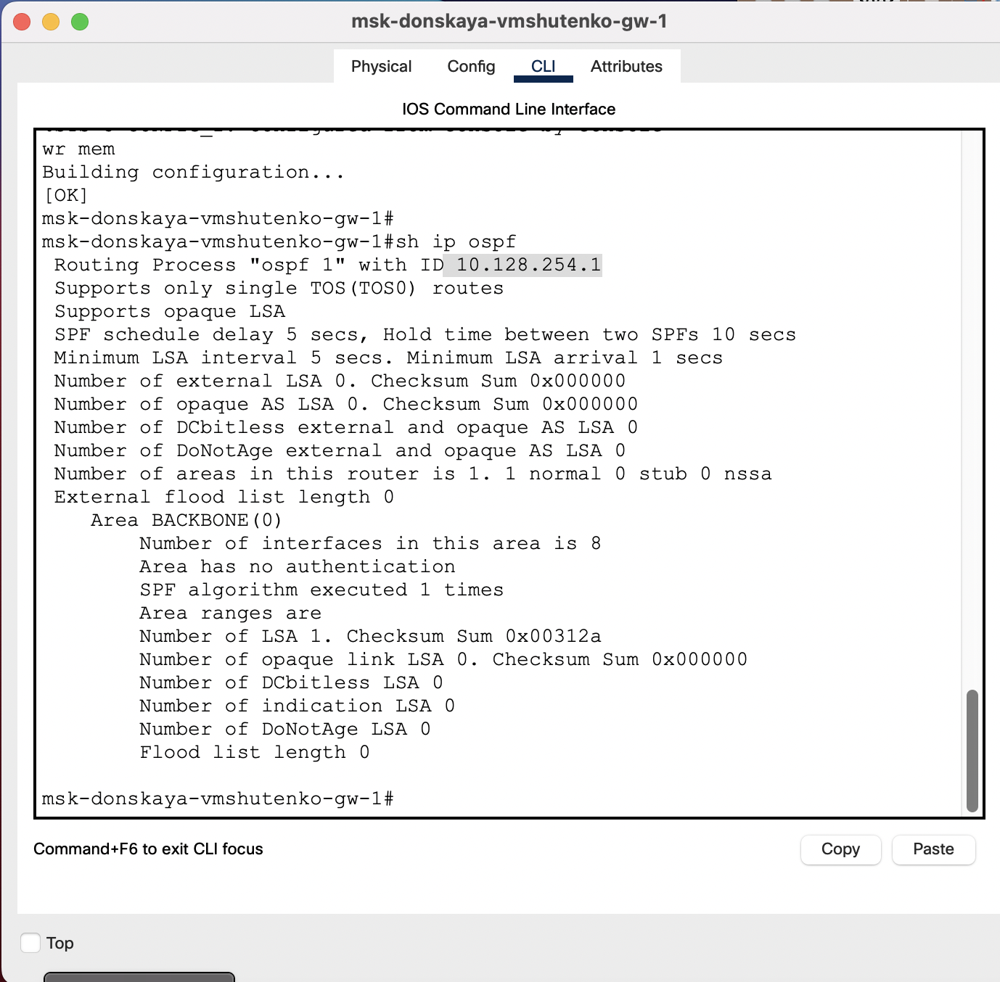 msk-donskaya-vmshutenko-gw-1
Physical Config CLI Attributes
IOS Command Line Interface
wr mem
Building configuration...
[OK]
msk-donskaya-vmshutenko-gw-1#
msk-donskaya-vmshutenko-gw-1#sh ip ospf
Routing Process "ospf 1" with ID 10.128.254.1
Supports only single TOS(TOS0) routes
Supports opaque LSA
SPF schedule delay 5 secs, Hold time between two SPFs 10 secs
Minimum LSA interval 5 secs. Minimum LSA arrival 1 secs
Number of external LSA 0. Checksum Sum 0x000000
Number of opaque AS LSA 0. Checksum Sum 0x000000
Number of DCbitless external and opaque AS LSA 0
Number of DoNotAge external and opaque AS LSA 0
Number of areas in this router is 1. 1 normal 0 stub 0 nssa
External flood list length 0
Area BACKBONE(0)
Number of interfaces in this area is 8
Area has no authentication
SPF algorithm executed 1 times
Area ranges are
Number of LSA 1. Checksum Sum 0x00312a
Number of opaque link LSA 0. Checksum Sum 0x000000
Number of DCbitless LSA 0
Number of indication LSA 0
Number of DoNotAge LSA 0
Flood list length 0
msk-donskaya-vmshutenko-gw-1#
Command+F6 to exit CLI focus
Copy Paste
Top